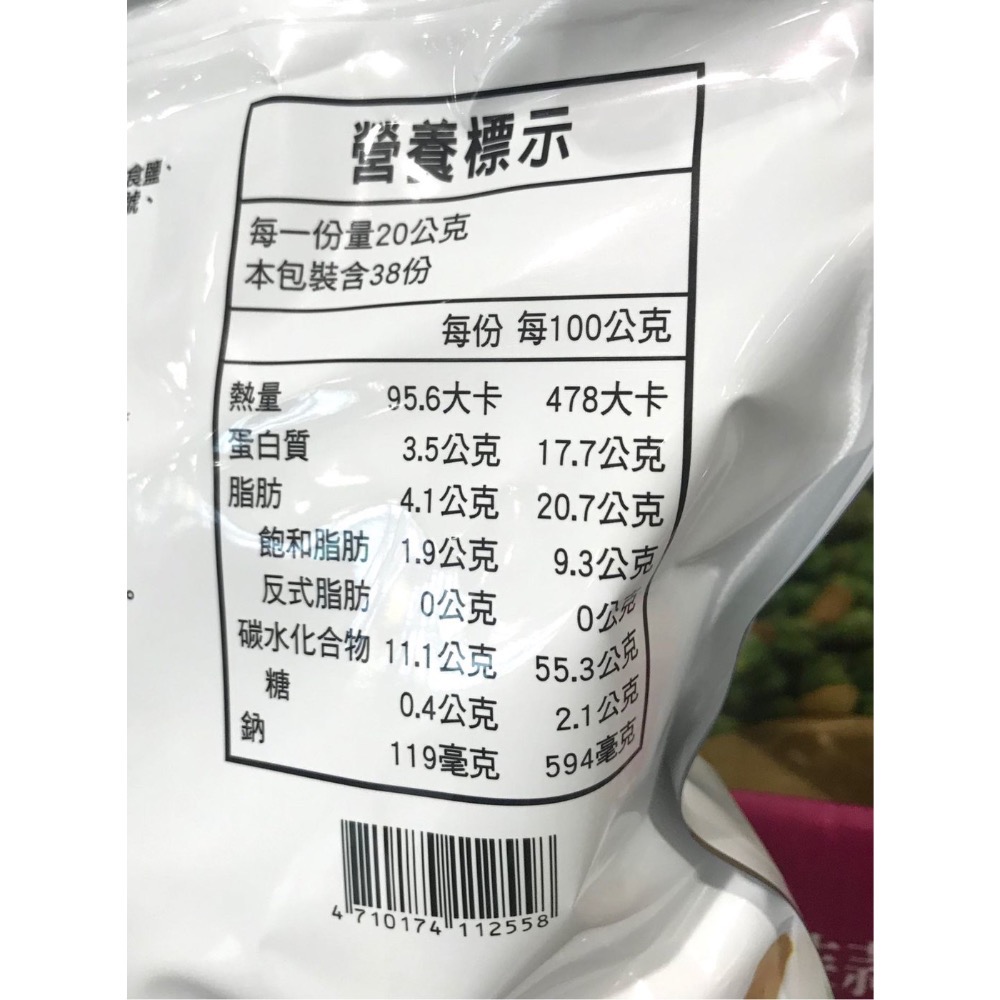 食鹽、
號、
。
營養標示
每一份量20公克
本包裝含38份
每份 每100公克
熱量 95.6大卡 478大卡
蛋白質 3.5公克 17.7公克
脂肪 4.1公克 20.7公克
飽和脂肪 1.9公克 9.3公克
反式脂肪 0公克 0公克
碳水化合物 11.1公克 55.3公克
糖 0.4公克 2.1公克
鈉 119毫克 594毫克
4 710174 112558